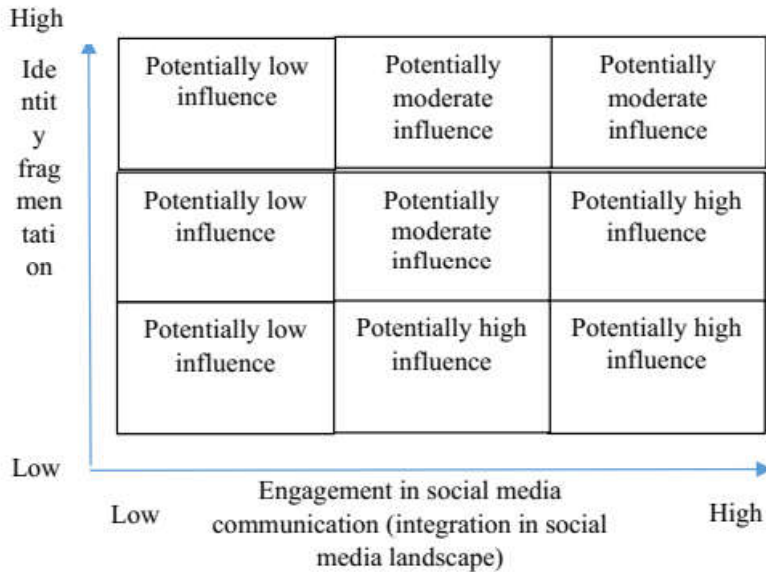 High
Ide
ntit
y
frag
men
tati
on
Potentially low
influence
Potentially
moderate
influence
Potentially
moderate
influence
Potentially low
influence
Potentially
moderate
influence
Potentially high
influence
Potentially low
influence
Potentially high
influence
Potentially high
influence
Low
Low
Engagement in social media
communication (integration in social
media landscape)
High